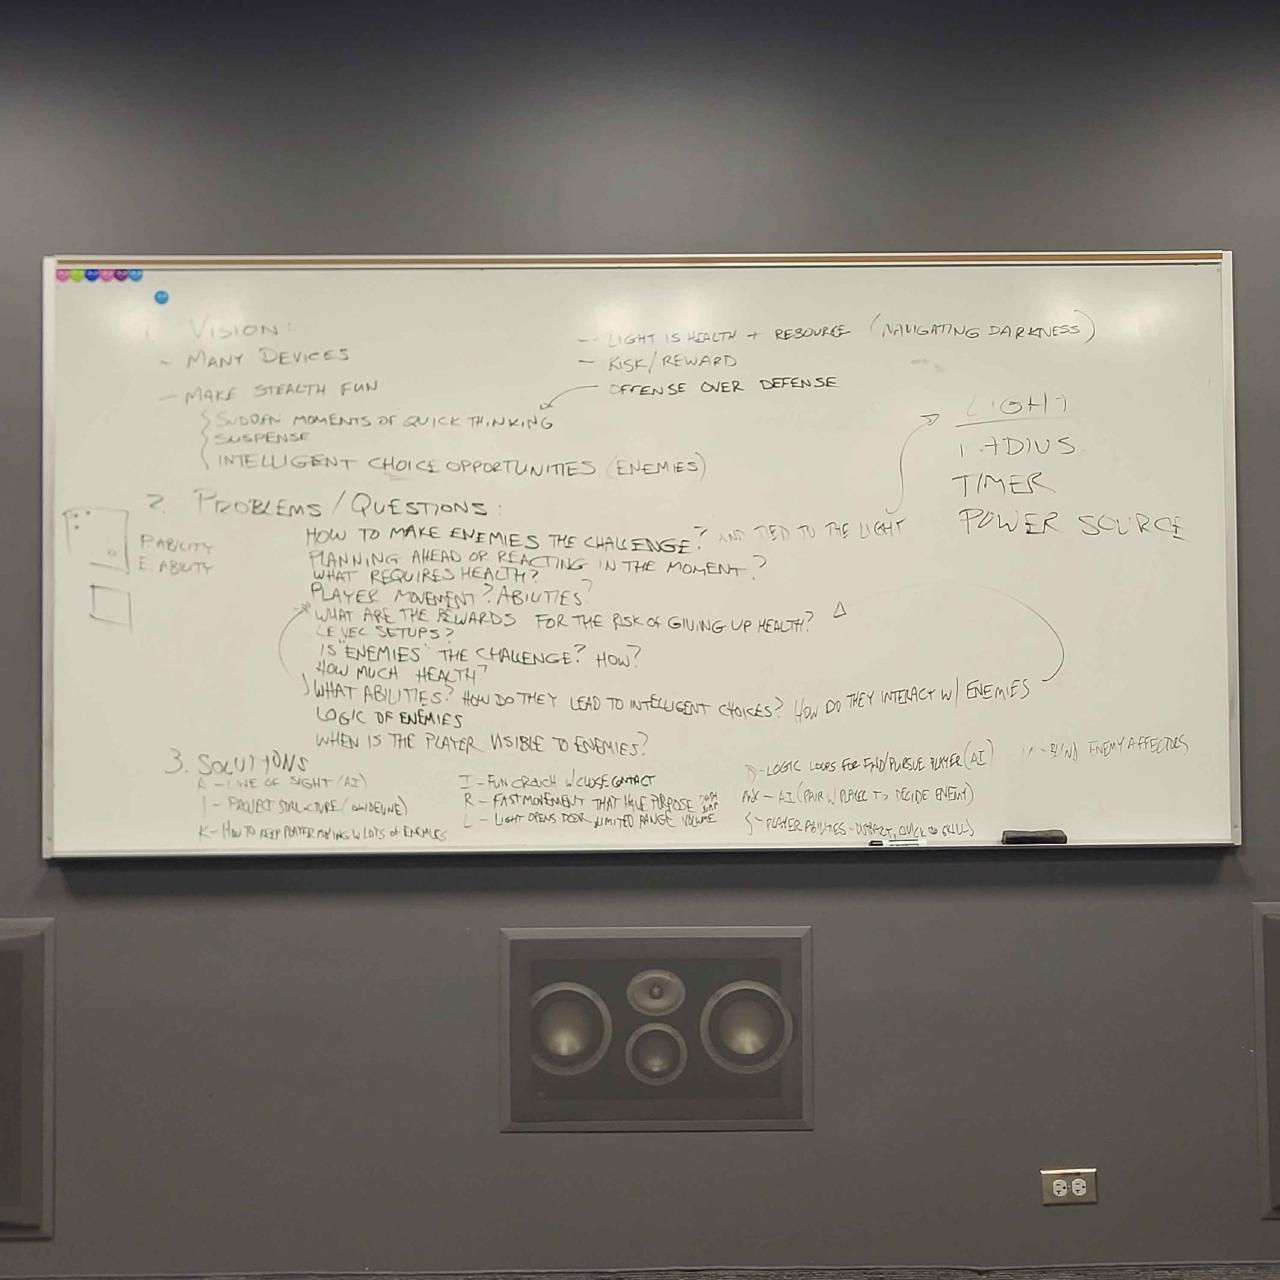 1. VISION:
- MANY DEVICES
- MAKE STEALTH FUN
SUDDEN MOMENTS OF QUICK THINKING
SUSPENSE
INTELLIGENT CHOICE OPPORTUNITIES (ENEMIES)
- LIGHT IS HEALTH + RESOURCE (NAVIGATING DARKNESS)
- RISK/REWARD
- OFFENSE OVER DEFENSE
LIGHT
RADIUS
TIMER
POWER SOURCE
2. PROBLEMS/QUESTIONS:
P: ABILITY
E: ABILITY
HOW TO MAKE ENEMIES THE CHALLENGE? AND TIED TO THE LIGHT
PLANNING AHEAD OR REACTING IN THE MOMENT?
WHAT REQUIRES HEALTH?
PLAYER MOVEMENT? ABILITIES?
WHAT ARE THE REWARDS FOR THE RISK OF GIVING UP HEALTH?
LEVEL SETUPS?
IS "ENEMIES" THE CHALLENGE? HOW?
HOW MUCH HEALTH?
WHAT ABILITIES? HOW DO THEY LEAD TO INTELLIGENT CHOICES? HOW DO THEY INTERACT W/ ENEMIES
LOGIC OF ENEMIES
WHEN IS THE PLAYER VISIBLE TO ENEMIES?
3. SOLUTIONS
A - LINE OF SIGHT/AI)
J - PROJECT STRUCTURE/GUIDELINE)
K - HOW TO KEEP PLAYER MOVING W/ LOTS OF ENEMIES
I - FUN CROUCH W/ CLOSE CONTACT
R - FAST MOVEMENT THAT HAVE PURPOSE
L - LIGHT OPENS DOOR, LIMITED RANGE VOLUME
D - LOGIC LOOPS FOR FIND/PURSUE PLAYER (AI)
- AI (PAIR W/ PLAYER TO DECIDE ENEMY)
S - PLAYER ABILITIES - DISTRACT, QUICK SKILLS
- BLIND ENEMY AFFECTORS